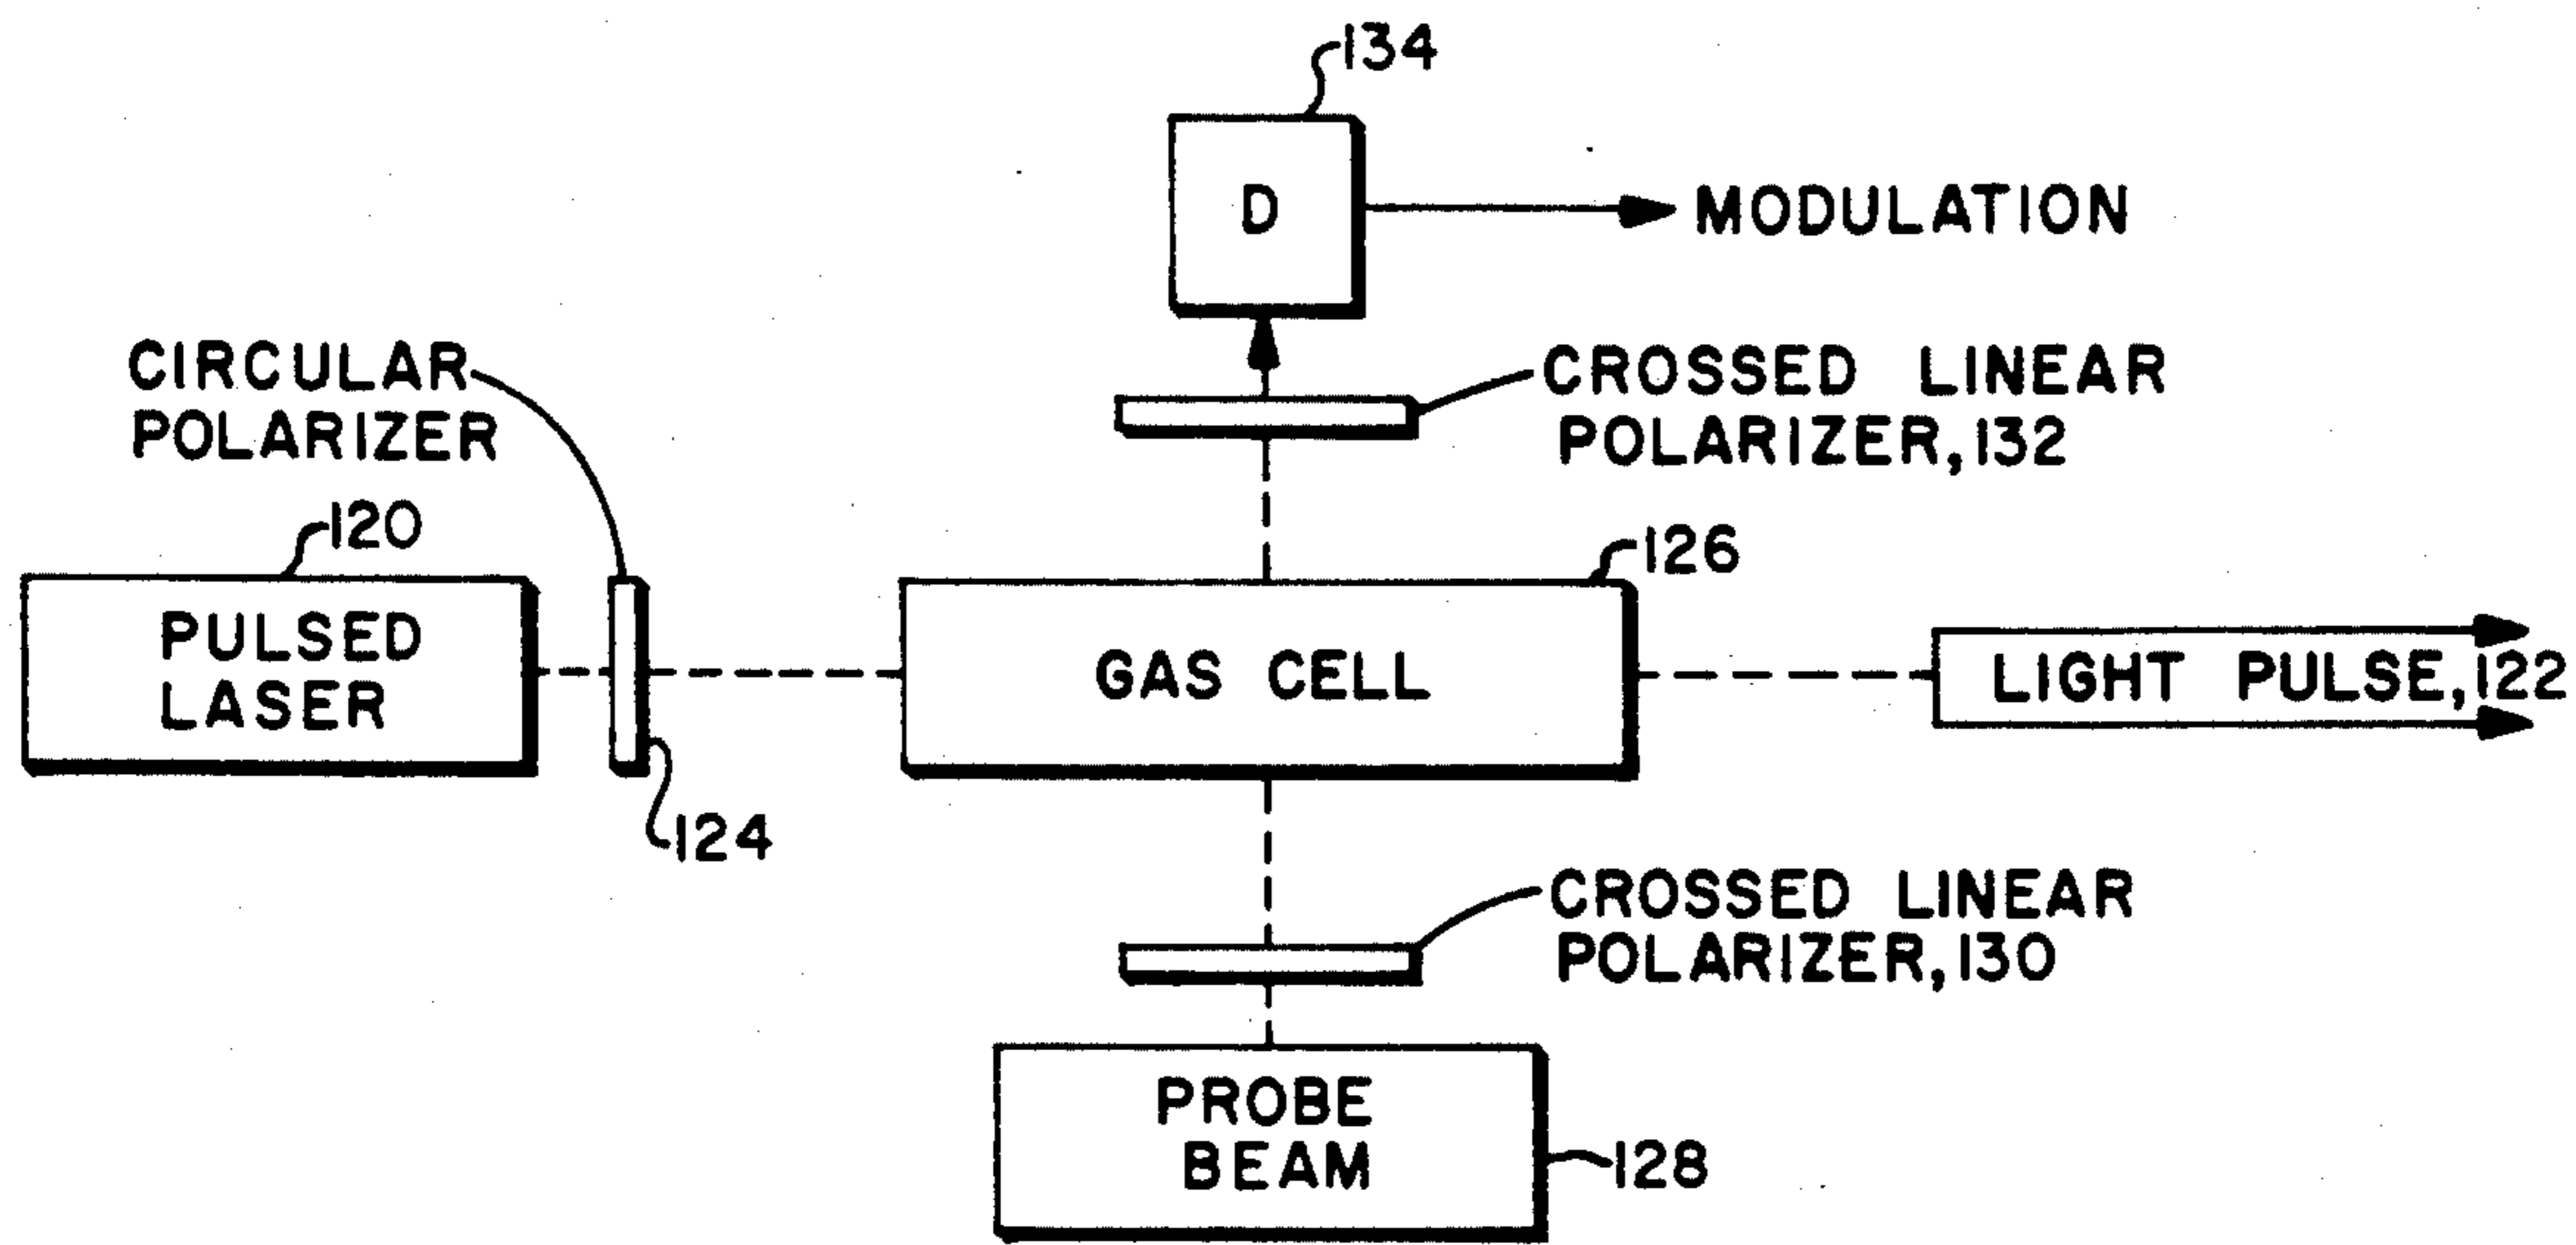 134
D
MODULATION
CIRCULAR
POLARIZER
CROSSED LINEAR
POLARIZER, 132
120
126
PULSED
LASER
GAS CELL
LIGHT PULSE, 122
124
CROSSED LINEAR
POLARIZER, 130
PROBE
BEAM
128